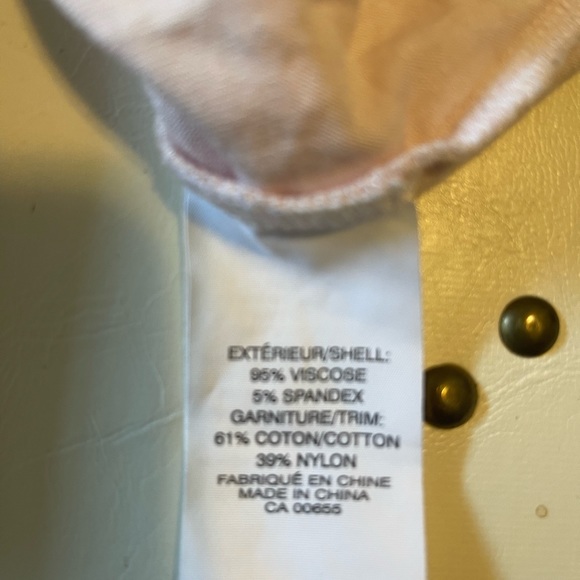 EXTÉRIEUR/SHELL:
95% VISCOSE
5% SPANDEX
GARNITURE/TRIM:
61% COTON/COTTON
39% NYLON
FABRIQUÉ EN CHINE
MADE IN CHINA
CA 00655